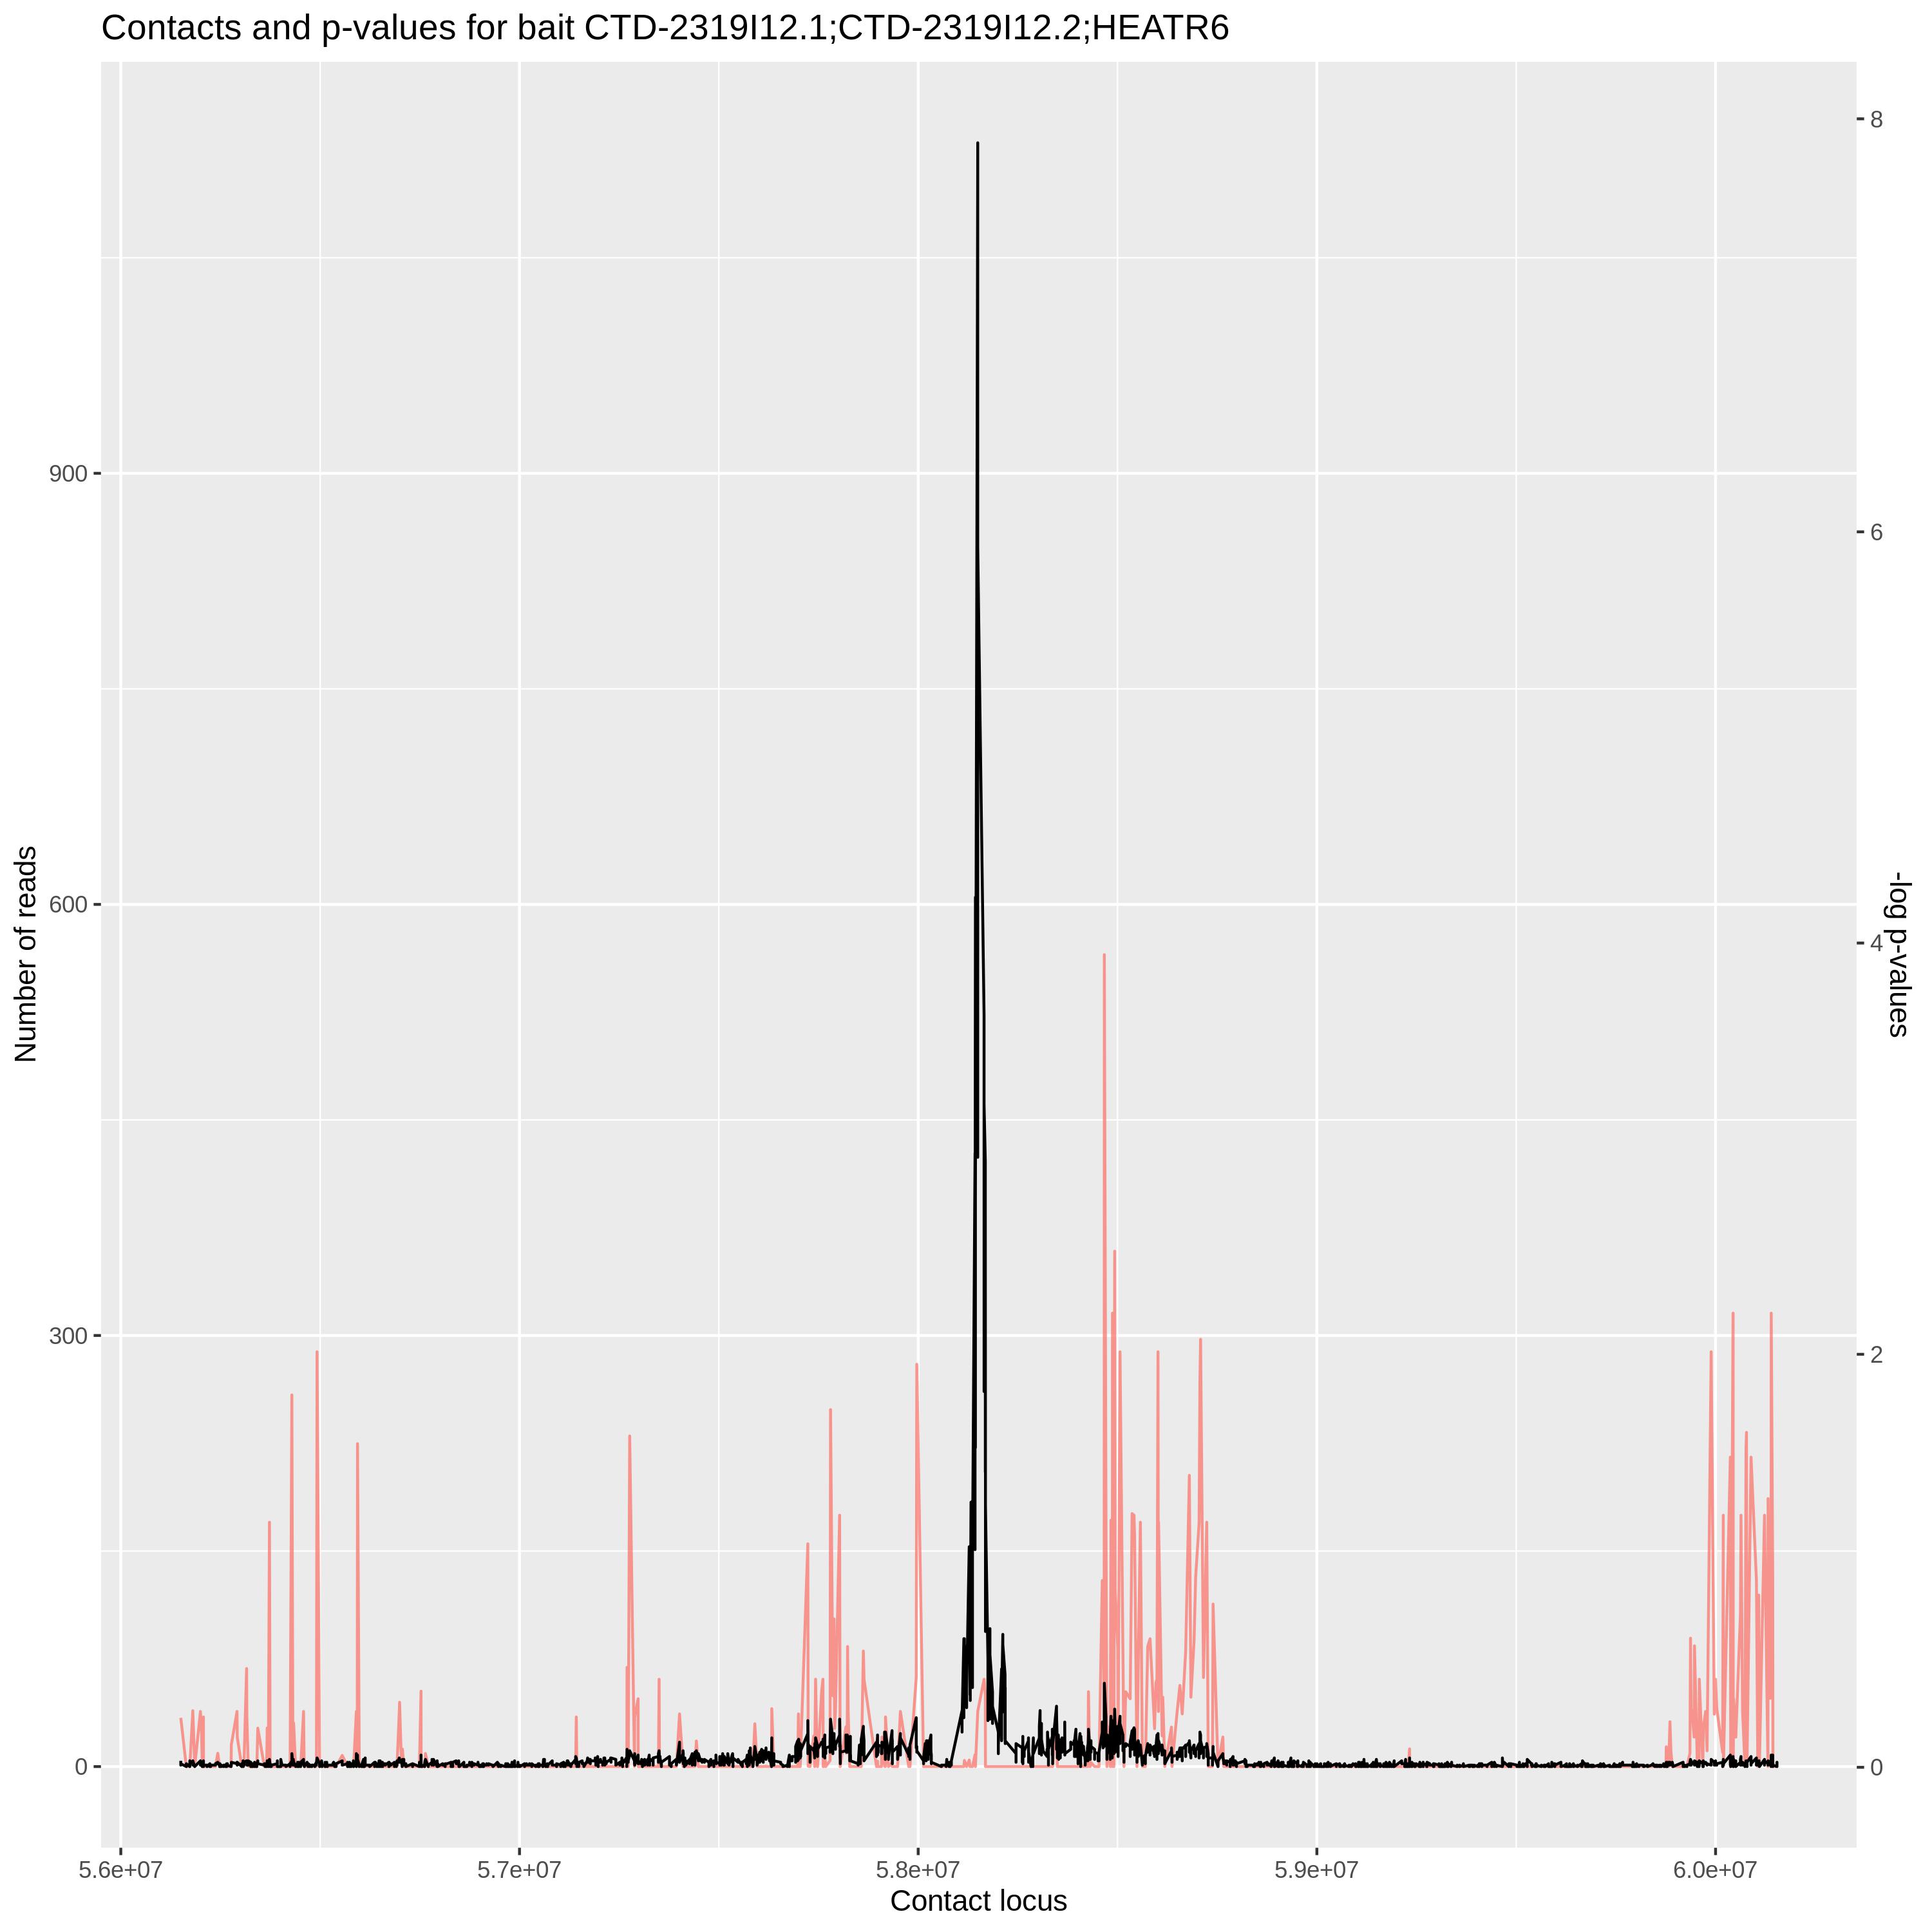 Contacts and p-values for bait CTD-2319I12.1;CTD-2319I12.2;HEATR6
8
900
6
Number of reads
600
-log p-values
4
300
2
0
0
5.6e+07
5.7e+07
5.8e+07
5.9e+07
6.0e+07
Contact locus